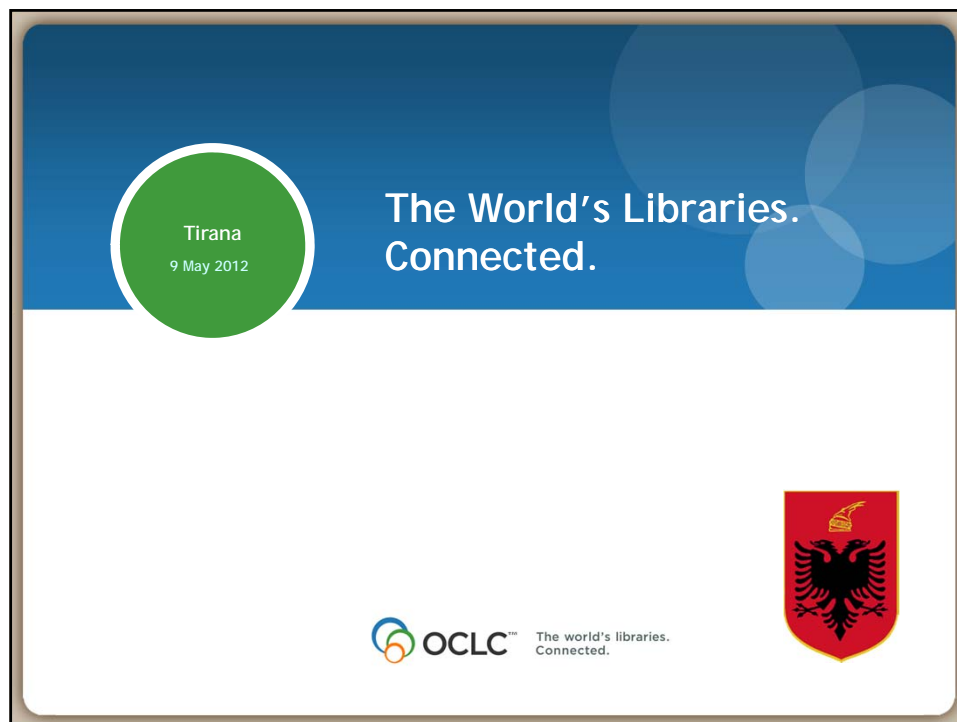 Tirana
9 May 2012
The World's Libraries.
Connected.
OCLC™
The world's libraries.
Connected.